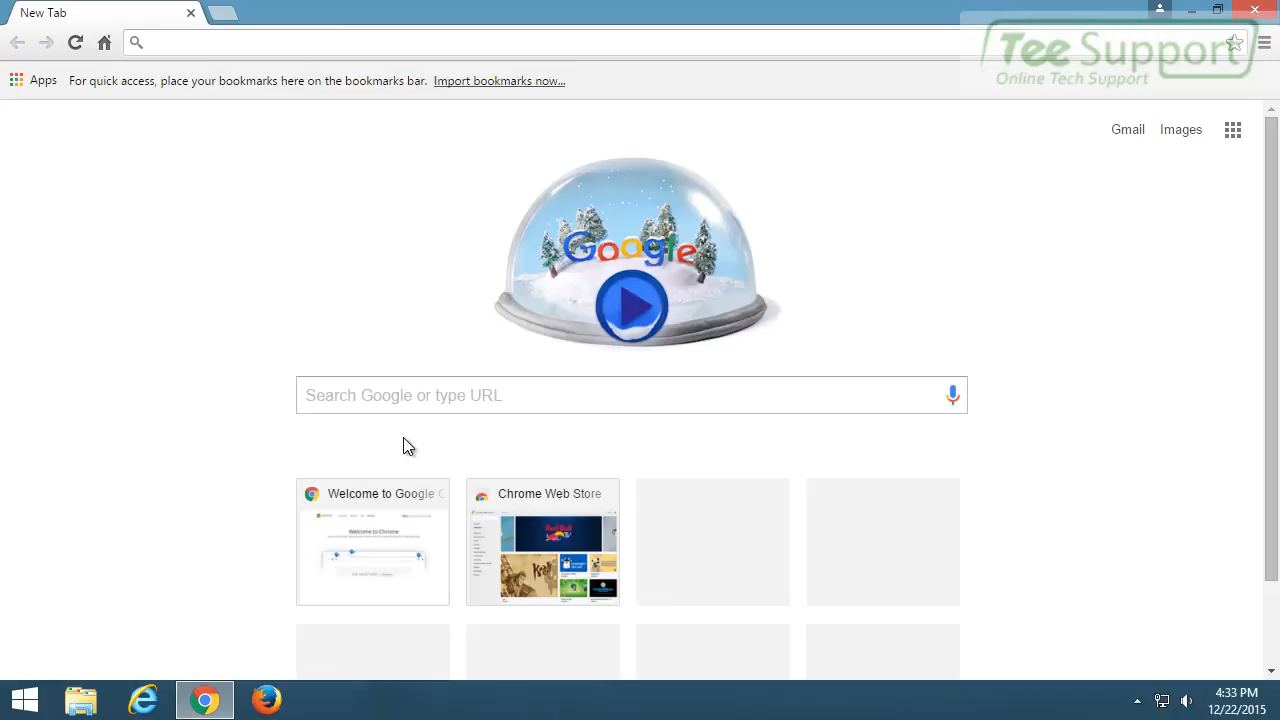 New Tab
Tee Support
Online Tech Support
Apps
For quick access, place your bookmarks here on the bookmarks bar. Import bookmarks now...
Gmail
Images
Google
Search Google or type URL
Welcome to Google
Chrome Web Store
Welcome to Chrome
4:33 PM
12/22/2015